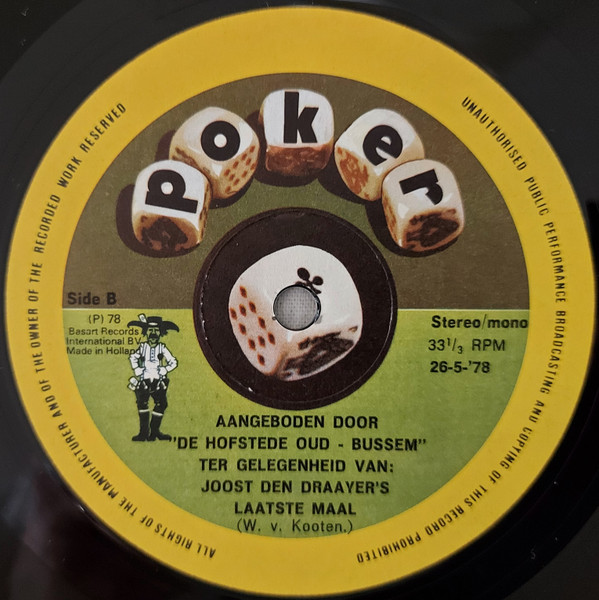 poker
ALL RIGHTS OF THE MANUFACTURER AND OF THE OWNER OF THE RECORDED WORK RESERVED
UNAUTHORISED PUBLIC PERFORMANCE BROADCASTING AND COPYING OF THIS RECORD PROHIBITED
Side B
(P) 78
Basart Records
International BV
Made in Holland
Stereo/mono
33 1/3 RPM
26-5-'78
AANGEBODEN DOOR
"DE HOFSTEDE OUD - BUSSEM"
TER GELEGENHEID VAN:
JOOST DEN DRAAYER'S
LAATSTE MAAL
(W. v. Kooten.)